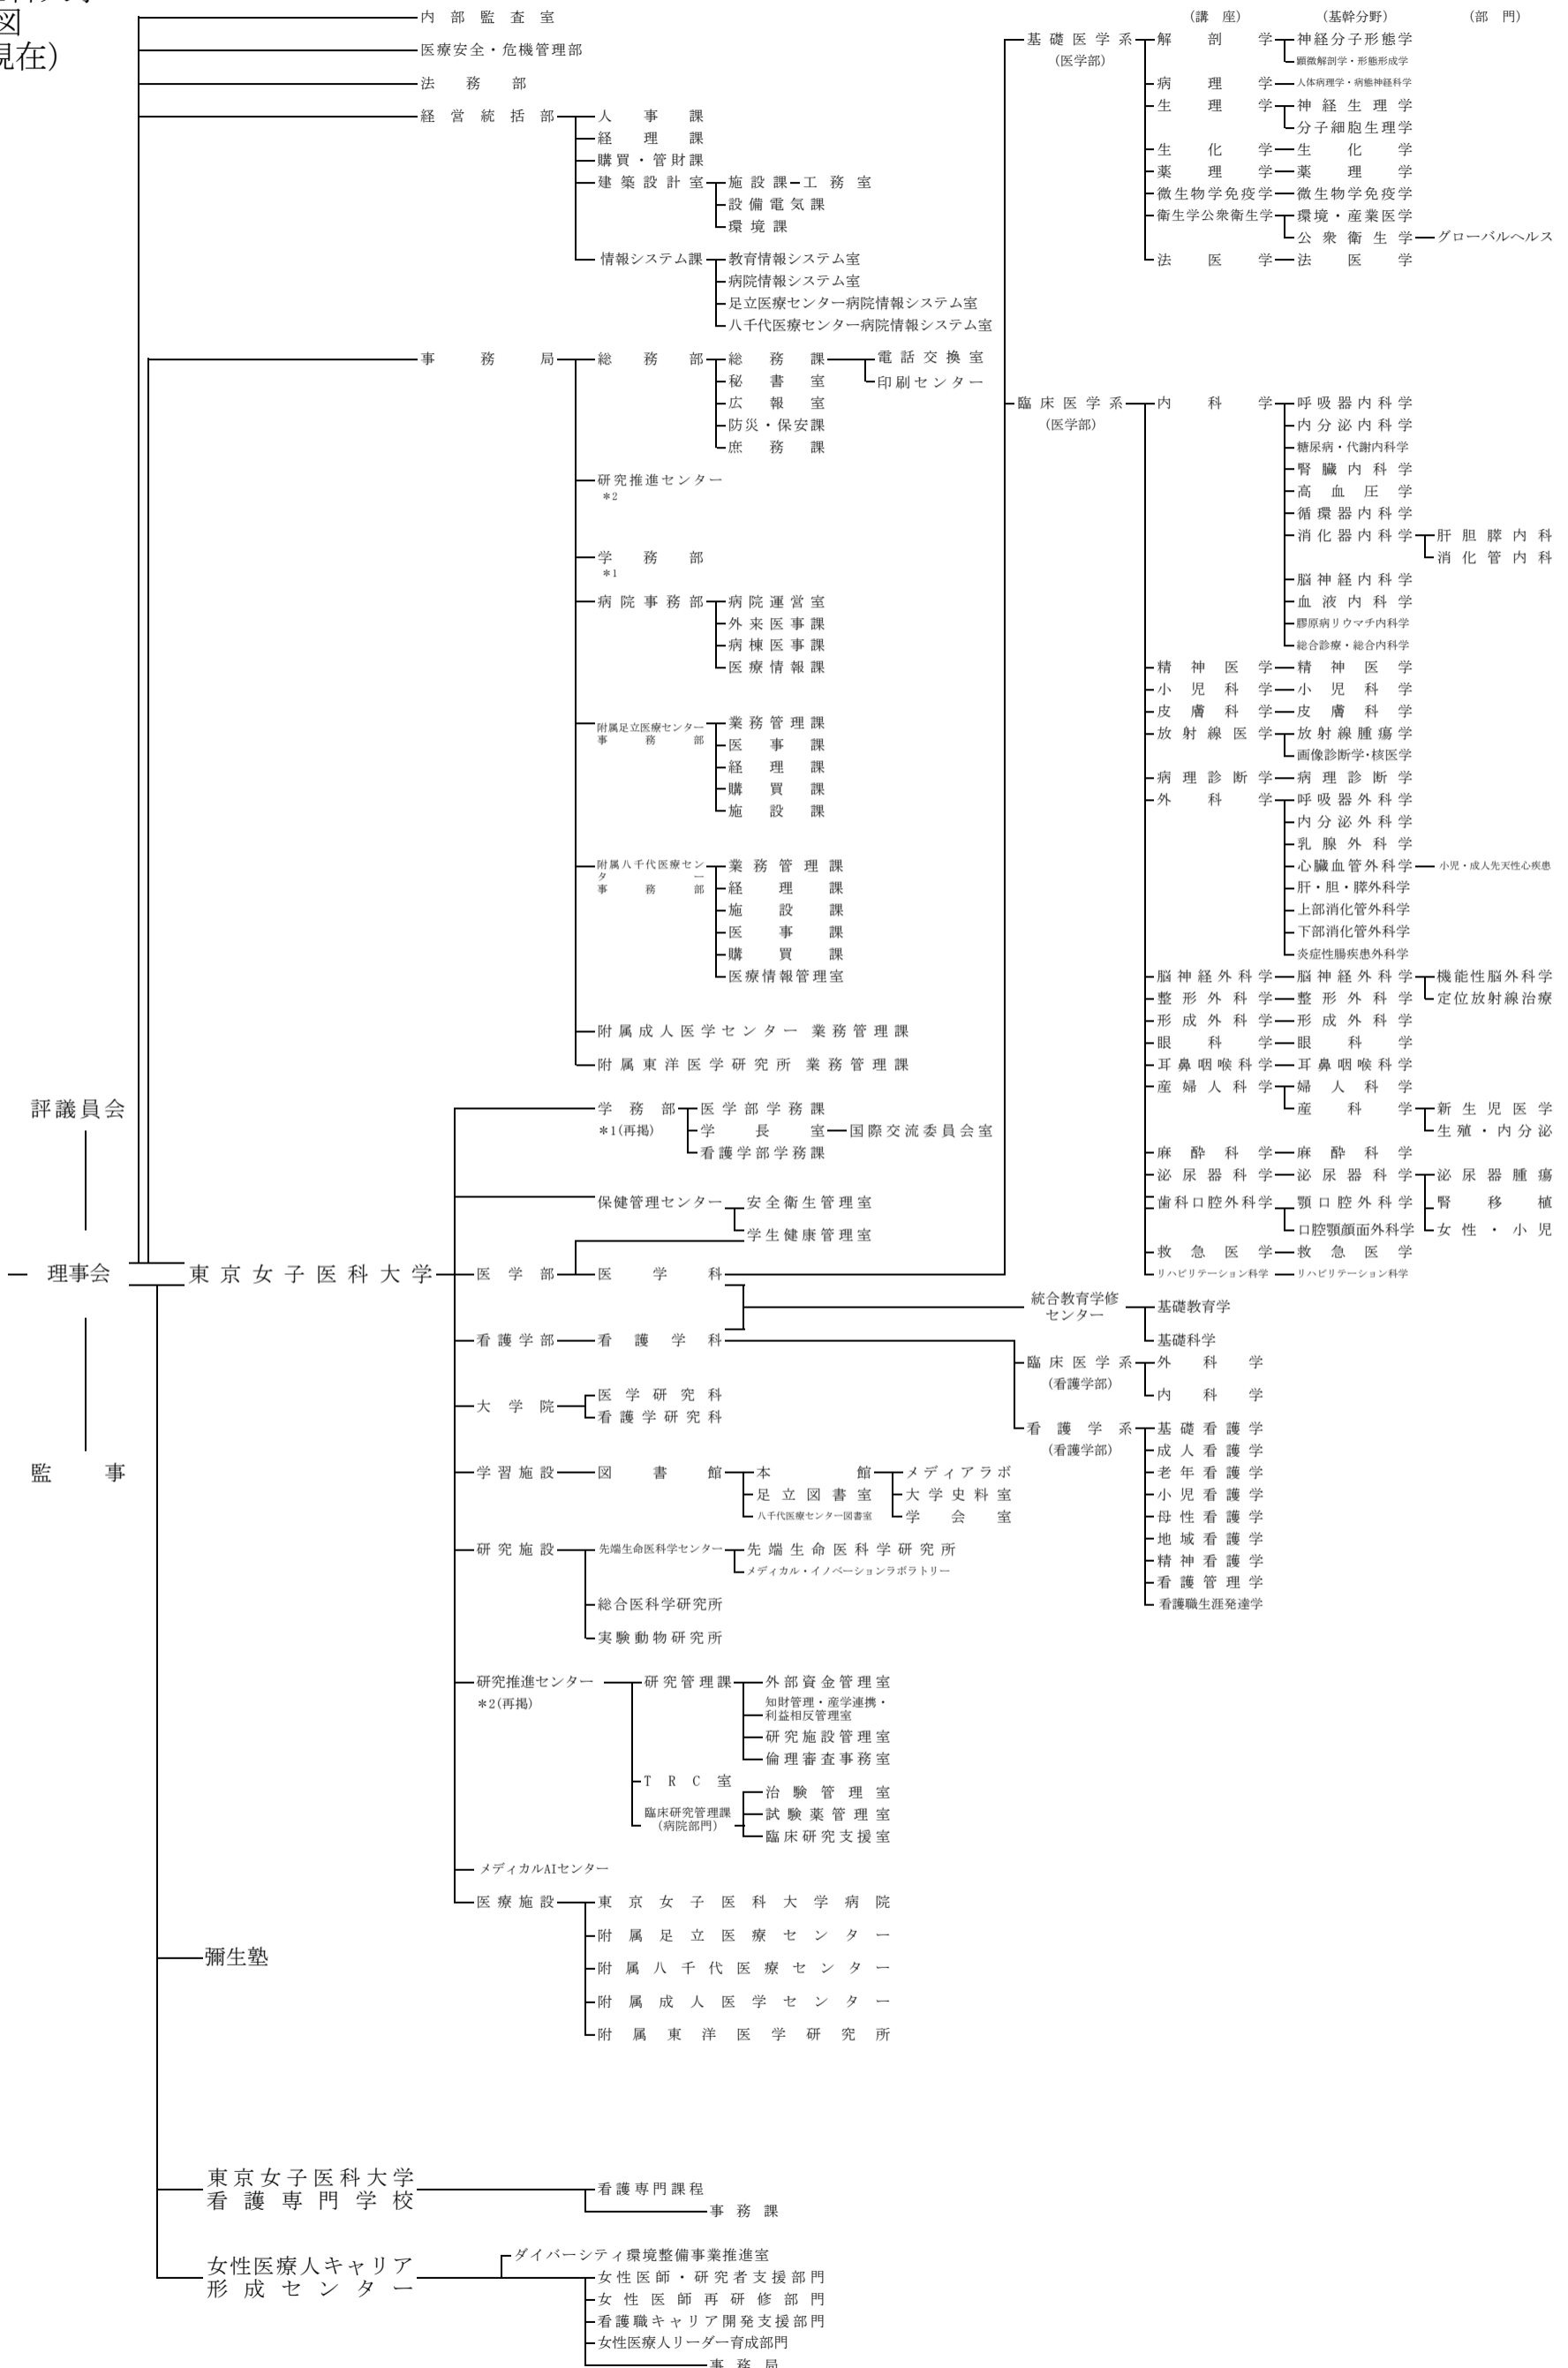 図
現在）
内部監査室
医療安全・危機管理部
法務部
経営統括部
人事課
経理課
購買・管財課
建築設計室
施設課
工務室
設備電気課
環境課
情報システム課
教育情報システム室
病院情報システム室
足立医療センター病院情報システム室
八千代医療センター病院情報システム室
事務局
総務部
総務課
電話交換室
印刷センター
秘書室
広報室
防災・保安課
庶務課
研究推進センター
*2
学務部
*1
病院事務部
病院運営室
外来医事課
病棟医事課
医療情報課
附属足立医療センター
事務部
業務管理課
医事課
経理課
購買課
施設課
附属八千代医療セン
ター
事務部
業務管理課
経理課
施設課
医事課
購買課
医療情報管理室
附属成人医学センター 業務管理課
附属東洋医学研究所 業務管理課
評議員会
理事会
監事
東京女子医科大学
学務部
*1(再掲)
医学部学務課
学長室
国際交流委員会室
看護学部学務課
保健管理センター
安全衛生管理室
学生健康管理室
医学部
医学科
看護学部
看護学科
大学院
医学研究科
看護学研究科
学習施設
図書館
本館
メディアラボ
足立図書室
大学史料室
八千代医療センター図書室
学会室
研究施設
先端生命医科学センター
先端生命医科学研究所
メディカル・イノベーションラボラトリー
総合医科学研究所
実験動物研究所
研究推進センター
*2(再掲)
研究管理課
外部資金管理室
知財管理・産学連携・
利益相反管理室
研究施設管理室
倫理審査事務室
TRC室
臨床研究管理課
(病院部門)
治験管理室
試験薬管理室
臨床研究支援室
メディカルAIセンター
医療施設
東京女子医科大学病院
附属足立医療センター
附属八千代医療センター
附属成人医学センター
附属東洋医学研究所
彌生塾
東京女子医科大学
看護専門学校
看護専門課程
事務課
女性医療人キャリア
形成センター
ダイバーシティ環境整備事業推進室
女性医師・研究者支援部門
女性医師再研修部門
看護職キャリア開発支援部門
女性医療人リーダー育成部門
事務局
(講座)
(基幹分野)
(部門)
基礎医学系
(医学部)
解剖学
神経分子形態学
顕微解剖学・形態形成学
病理学
人体病理学・病態神経科学
生理学
神経生理学
分子細胞生理学
生化学
生化学
薬理学
薬理学
微生物学免疫学
微生物学免疫学
衛生学公衆衛生学
環境・産業医学
公衆衛生学
グローバルヘルス
法医学
法医学
臨床医学系
(医学部)
内科学
呼吸器内科学
内分泌内科学
糖尿病・代謝内科学
腎臓内科学
高血圧学
循環器内科学
消化器内科学
肝胆膵内科
消化管内科
脳神経内科学
血液内科学
膠原病リウマチ内科学
総合診療・総合内科学
精神医学
精神医学
小児科学
小児科学
皮膚科学
皮膚科学
放射線医学
放射線腫瘍学
画像診断学・核医学
病理診断学
病理診断学
外科学
呼吸器外科学
内分泌外科学
乳腺外科学
心臓血管外科学
小児・成人先天性心疾患
肝・胆・膵外科学
上部消化管外科学
下部消化管外科学
炎症性腸疾患外科学
脳神経外科学
脳神経外科学
機能性脳外科学
定位放射線治療
整形外科学
整形外科学
形成外科学
形成外科学
眼科学
眼科学
耳鼻咽喉科学
耳鼻咽喉科学
産婦人科学
婦人科学
産科学
新生児医学
生殖・内分泌
麻酔科学
麻酔科学
泌尿器科学
泌尿器科学
泌尿器腫瘍
腎移植
女性・小児
歯科口腔外科学
顎口腔外科学
口腔顎顔面外科学
救急医学
救急医学
リハビリテーション科学
リハビリテーション科学
統合教育学修
センター
基礎教育学
基礎科学
臨床医学系
(看護学部)
外科学
内科学
看護学系
(看護学部)
基礎看護学
成人看護学
老年看護学
小児看護学
母性看護学
地域看護学
精神看護学
看護管理学
看護職生涯発達学